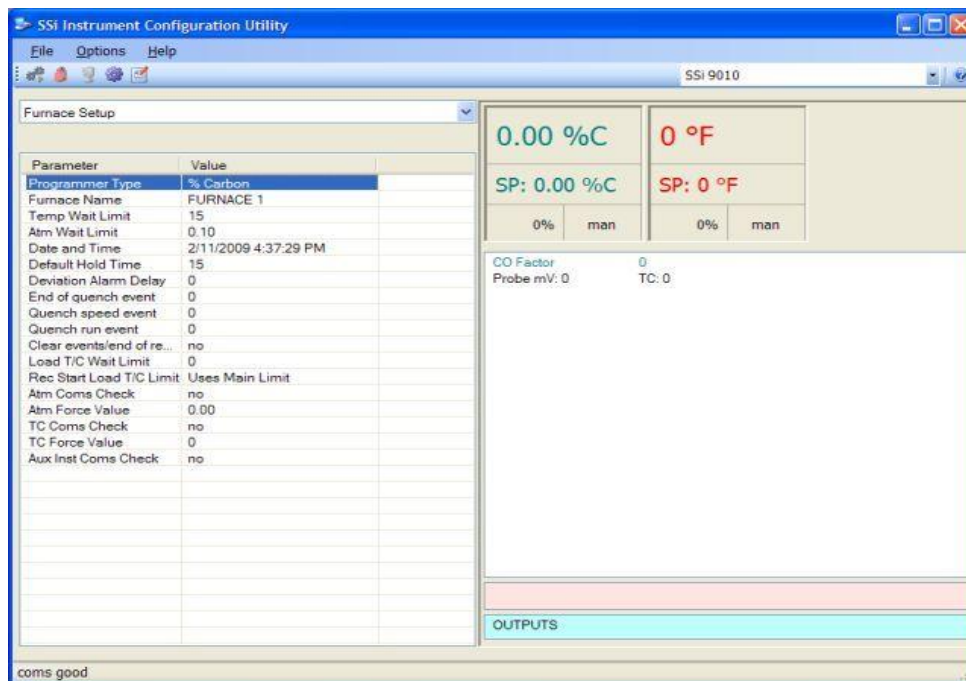 SSi Instrument Configuration Utility
File Options Help
SSi 9010
Furnace Setup
Parameter Value
Programmer Type % Carbon
Furnace Name FURNACE 1
Temp Wait Limit 15
Atm Wait Limit 0.10
Date and Time 2/11/2009 4:37:29 PM
Default Hold Time 15
Deviation Alarm Delay 0
End of quench event 0
Quench speed event 0
Quench run event 0
Clear events/end of re... no
Load T/C Wait Limit 0
Rec Start Load T/C Limit Uses Main Limit
Atm Coms Check no
Atm Force Value 0.00
TC Coms Check no
TC Force Value 0
Aux Inst Coms Check no
0.00 %C 0 °F
SP: 0.00 %C SP: 0 °F
0% man 0% man
CO Factor 0
Probe mV: 0 TC: 0
OUTPUTS
coms good